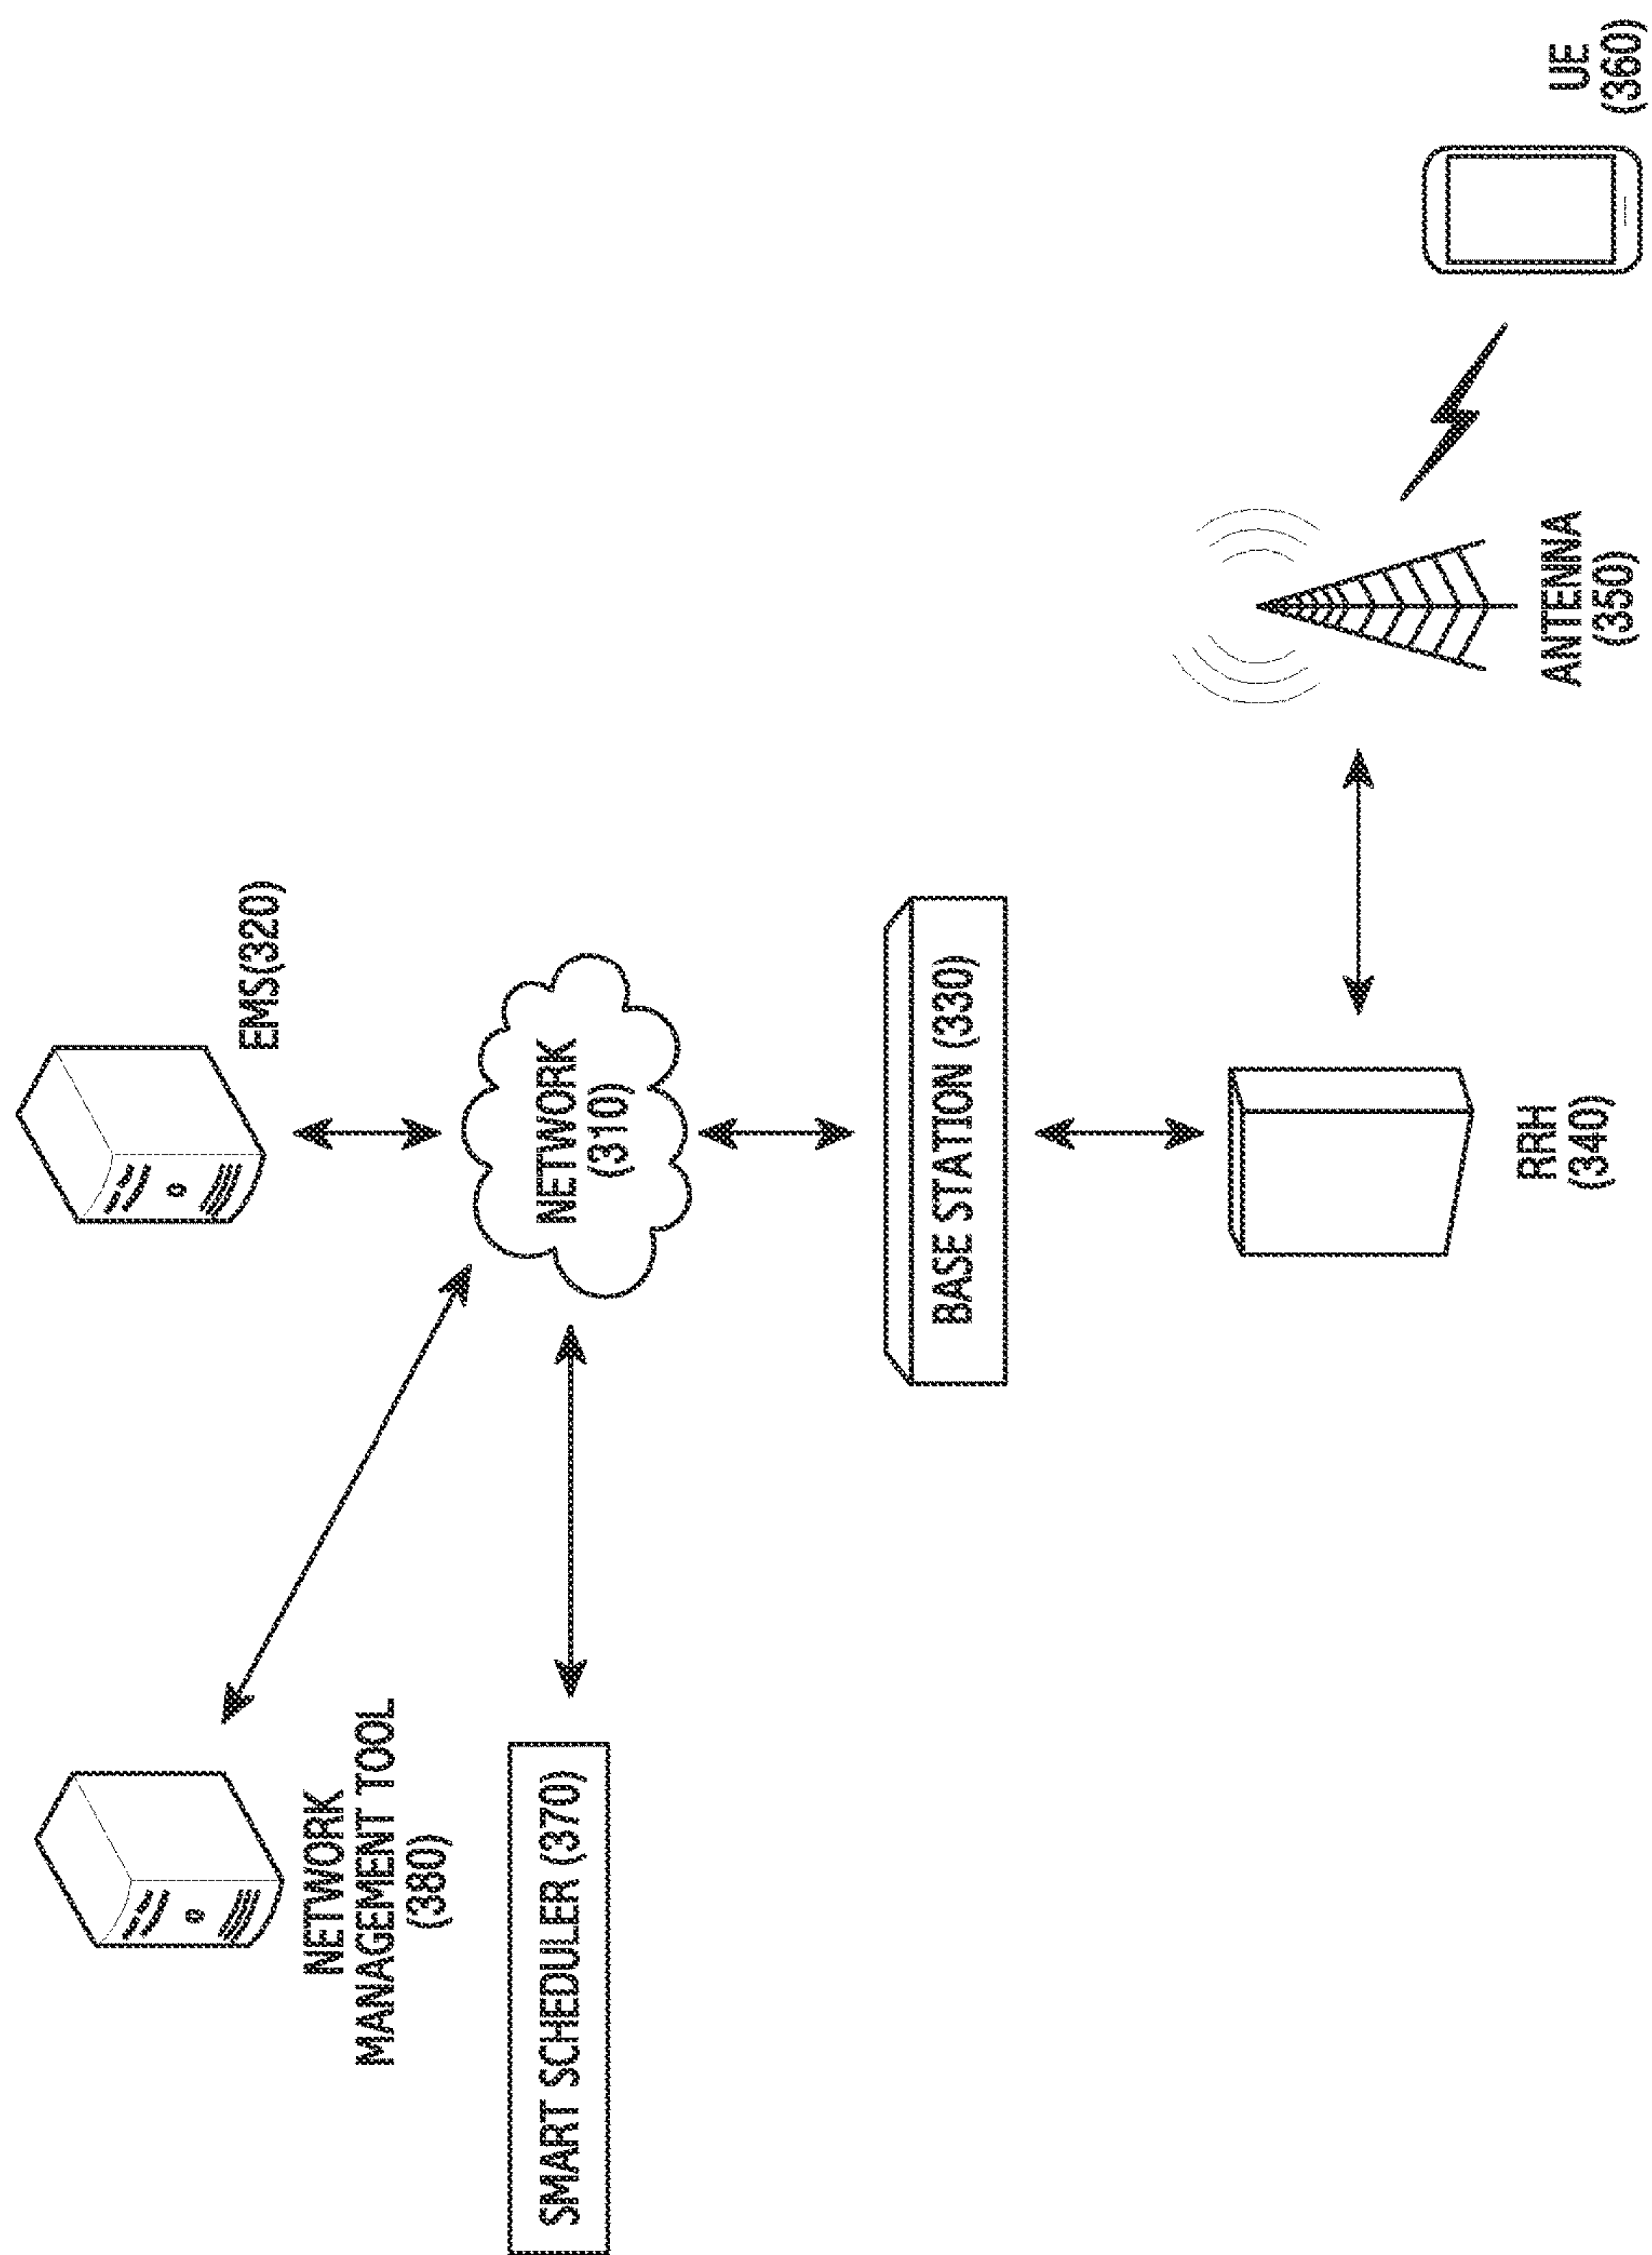 EMS(320)
NETWORK
MANAGEMENT TOOL
(380)
NETWORK
(310)
SMART SCHEDULER (370)
BASE STATION (330)
RRH
(340)
ANTENNA
(350)
UE
(360)